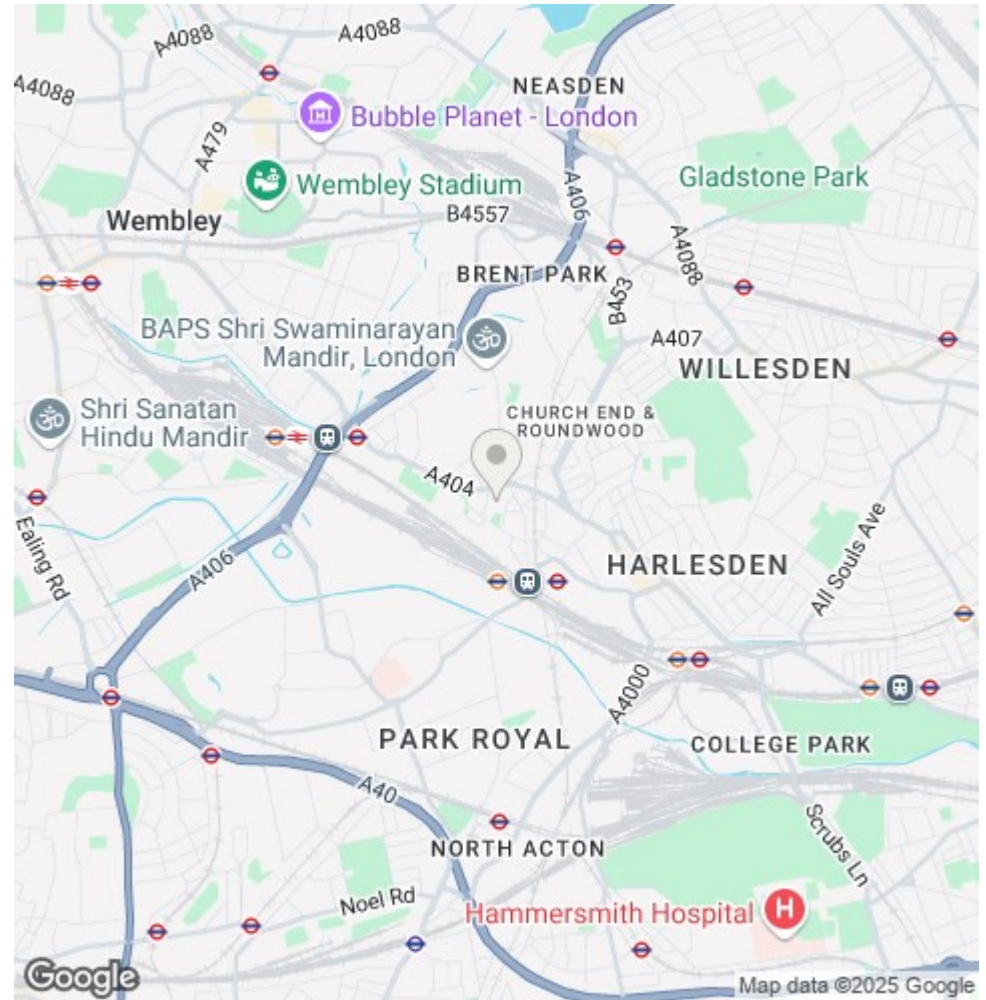 A4088
A4088
A4088
NEASDEN
Bubble Planet - London
A479
Wembley Stadium
Gladstone Park
A406
B4557
Wembley
A4088
BRENT PARK
B453
BAPS Shri Swaminarayan
Mandir, London
A407
WILLESDEN
Shri Sanatan
Hindu Mandir
CHURCH END &
ROUNDWOOD
A404
Ealing Rd
A406
HARLESDEN
All Souls Ave
A4000
PARK ROYAL
COLLEGE PARK
A40
Scrubs Ln
NORTH ACTON
Noel Rd
Hammersmith Hospital
H
Google
Map data ©2025 Google